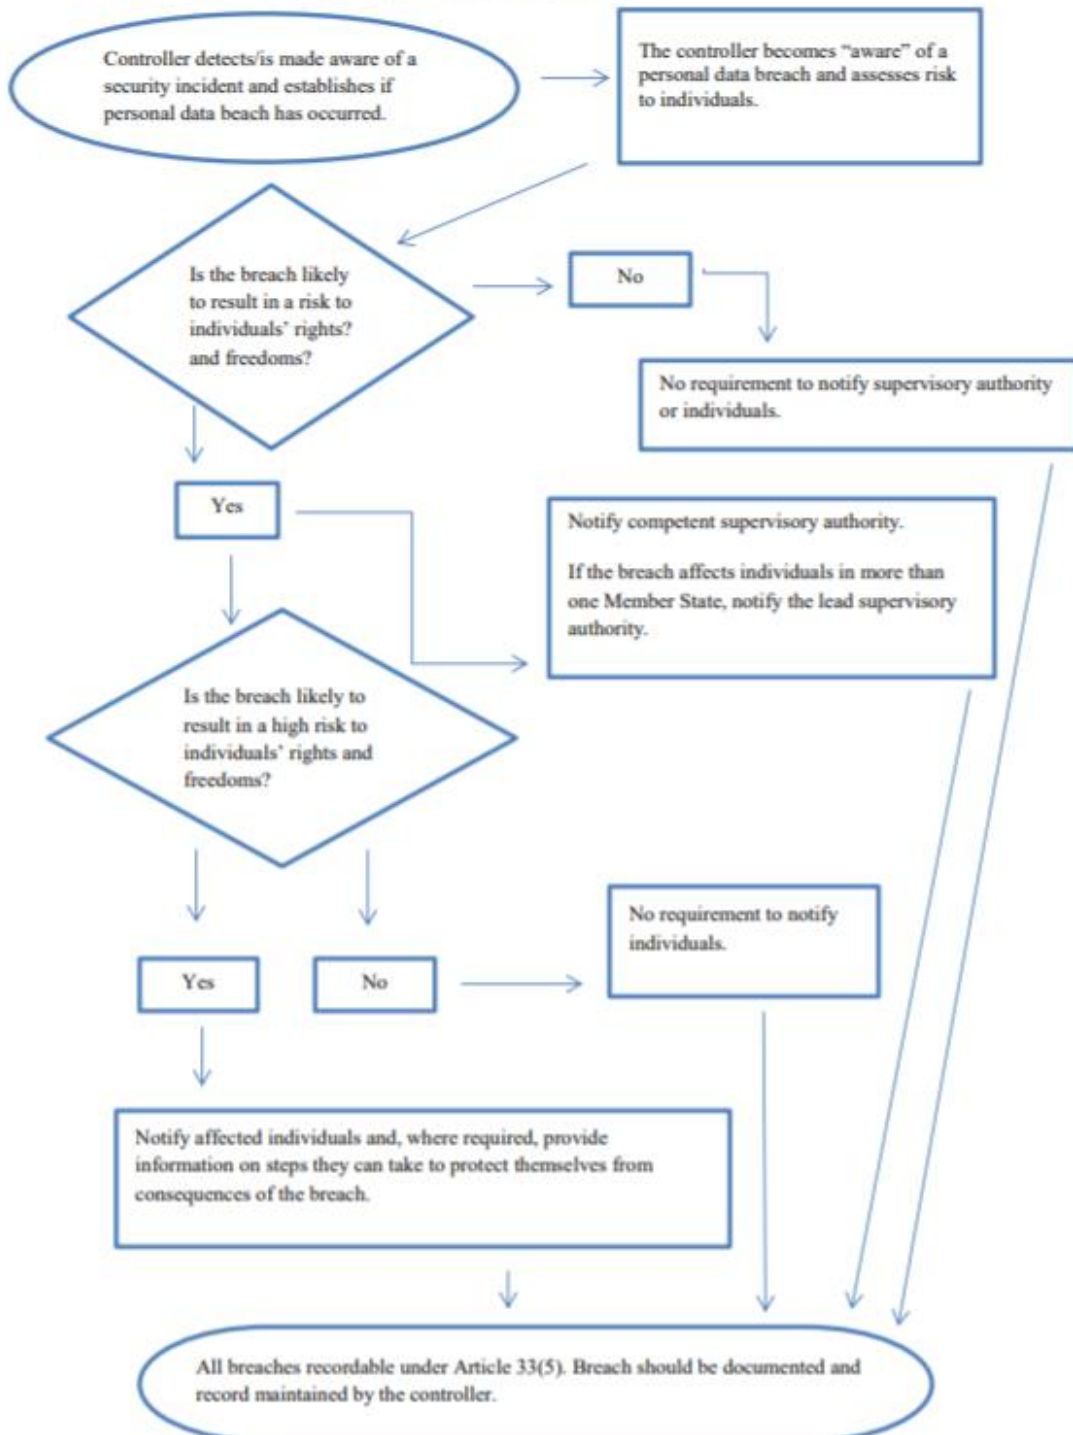 Controller detects/is made aware of a
security incident and establishes if
personal data beach has occurred.
The controller becomes “aware” of a
personal data breach and assesses risk
to individuals.
Is the breach likely
to result in a risk to
individuals’ rights?
and freedoms?
No
No requirement to notify supervisory authority
or individuals.
Yes
Notify competent supervisory authority.
If the breach affects individuals in more than
one Member State, notify the lead supervisory
authority.
Is the breach likely to
result in a high risk to
individuals’ rights and
freedoms?
Yes
No
No requirement to notify
individuals.
Notify affected individuals and, where required, provide
information on steps they can take to protect themselves from
consequences of the breach.
All breaches recordable under Article 33(5). Breach should be documented and
record maintained by the controller.